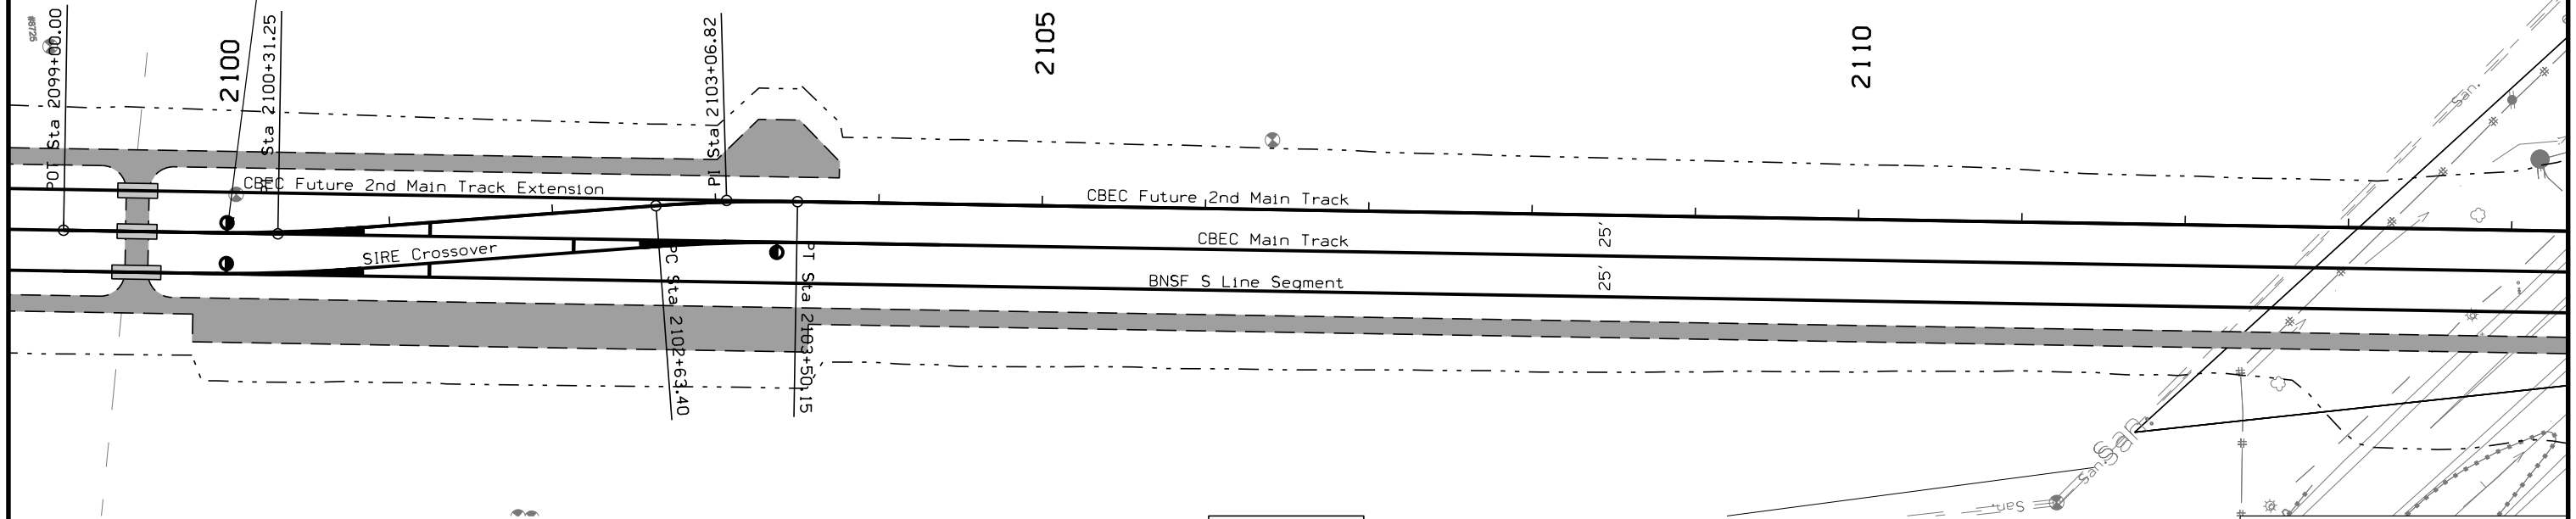 #8725
POT Sta 2099+00.00
2100
Sta 2100+31.25
PI Sta 2103+06.82
2105
2110
San.
CBEC Future 2nd Main Track Extension
CBEC Future 2nd Main Track
SIRE Crossover
CBEC Main Track
25'
BNSF S Line Segment
25'
PC Sta 2102+63.40
PT Sta 2103+50.15
San.
San.
San.